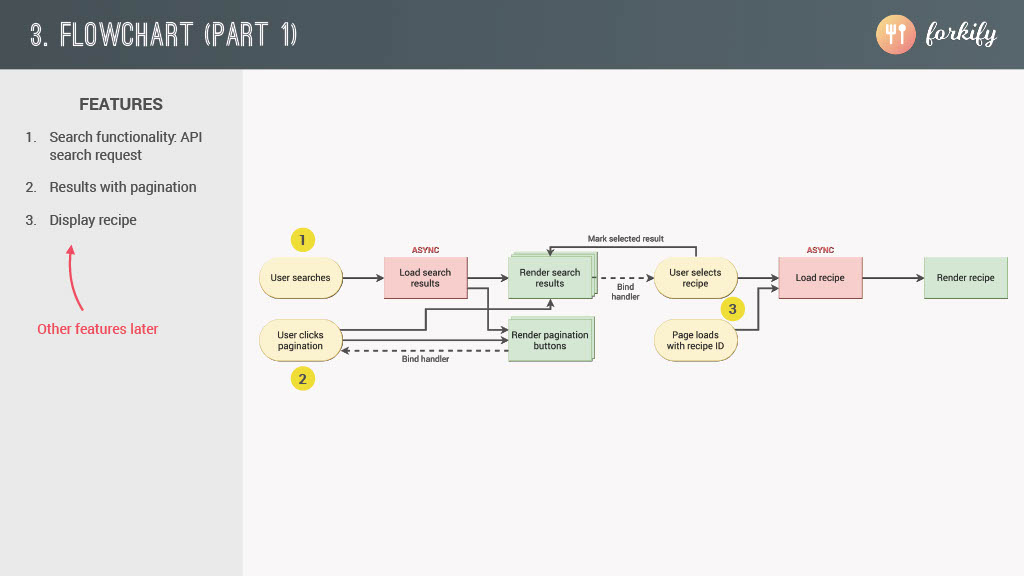 3. FLOWCHART (PART 1)
forkify
FEATURES
1. Search functionality: API
search request
2. Results with pagination
3. Display recipe
Other features later
1
User searches
ASYNC
Load search
results
Render search
results
Mark selected result
Bind
handler
User selects
recipe
ASYNC
Load recipe
Render recipe
User clicks
pagination
2
Bind handler
Render pagination
buttons
3
Page loads
with recipe ID